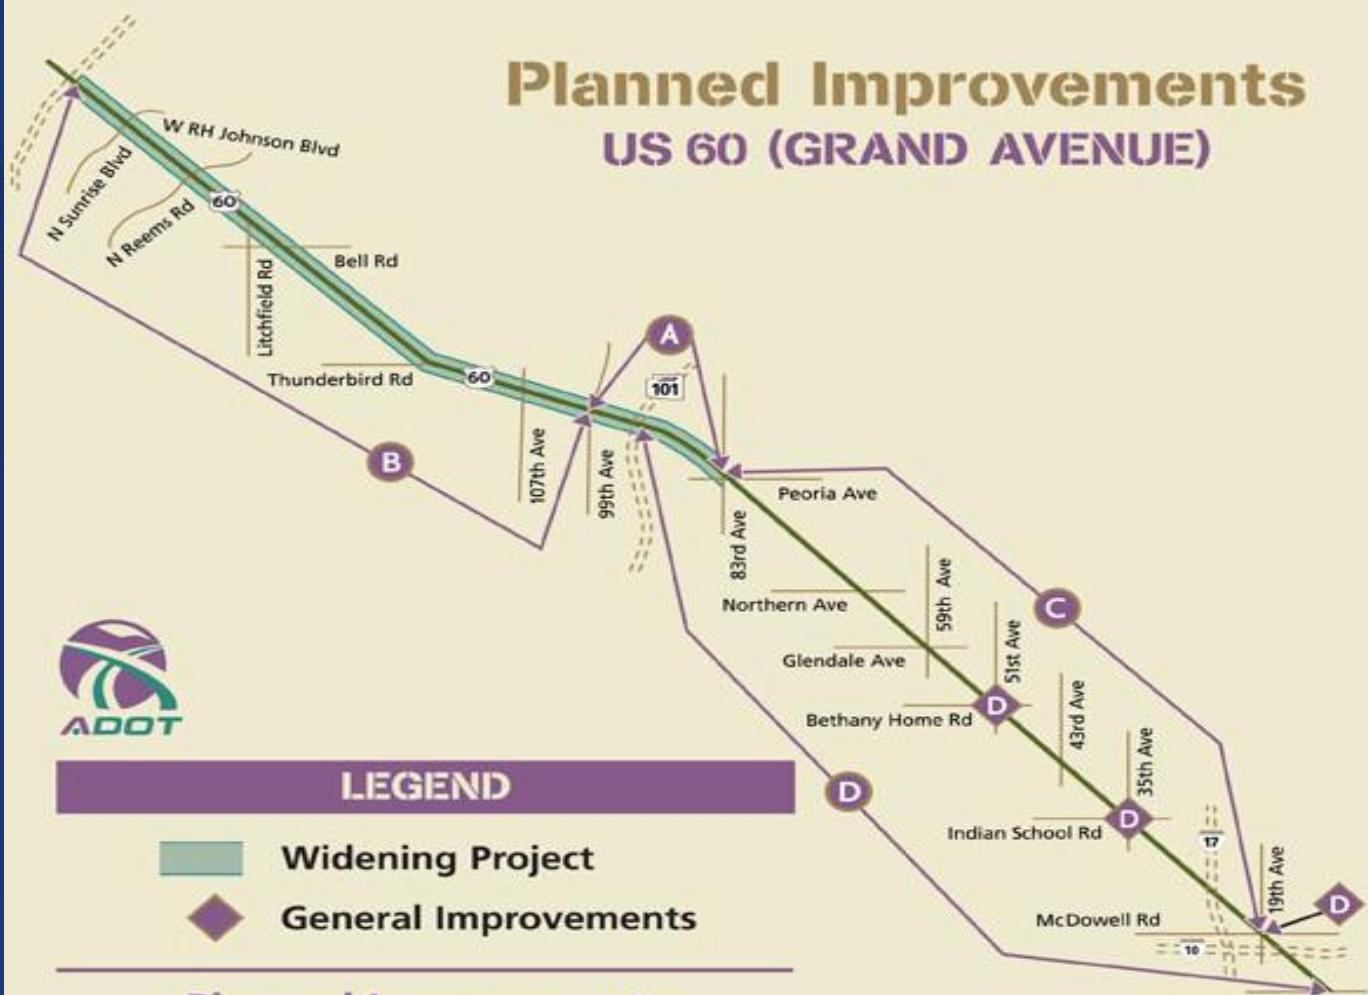 Planned Improvements
US 60 (GRAND AVENUE)
W RH Johnson Blvd
N Sunrise Blvd
N Reems Rd
60
Bell Rd
Litchfield Rd
Thunderbird Rd
60
A
LOOP
101
B
107th Ave
99th Ave
Peoria Ave
83rd Ave
Northern Ave
59th Ave
C
Glendale Ave
51st Ave
Bethany Home Rd
D
43rd Ave
35th Ave
D
Indian School Rd
D
17
19th Ave
D
McDowell Rd
10
ADOT
LEGEND
Widening Project
General Improvements